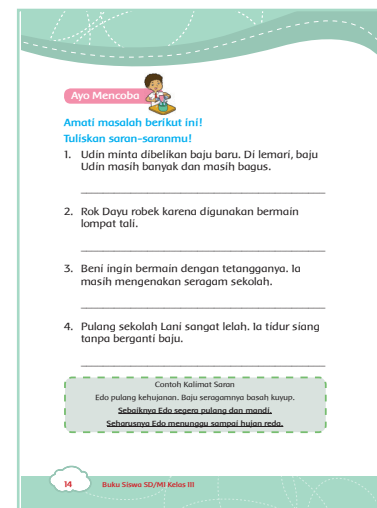 Ayo Mencoba
Amati masalah berikut ini!
Tuliskan saran-saranmu!
1. Udin minta dibelikan baju baru. Di lemari, baju
Udin masih banyak dan masih bagus.
2. Rok Dayu robek karena digunakan bermain
lompat tali.
3. Beni ingin bermain dengan tetangganya. Ia
masih mengenakan seragam sekolah.
4. Pulang sekolah Lani sangat lelah. Ia tidur siang
tanpa berganti baju.
Contoh Kalimat Saran
Edo pulang kehujanan. Baju seragamnya basah kuyup.
Sebaiknya Edo segera pulang dan mandi.
Seharusnya Edo menunggu sampai hujan reda.
14 Buku Siswa SD/MI Kelas III